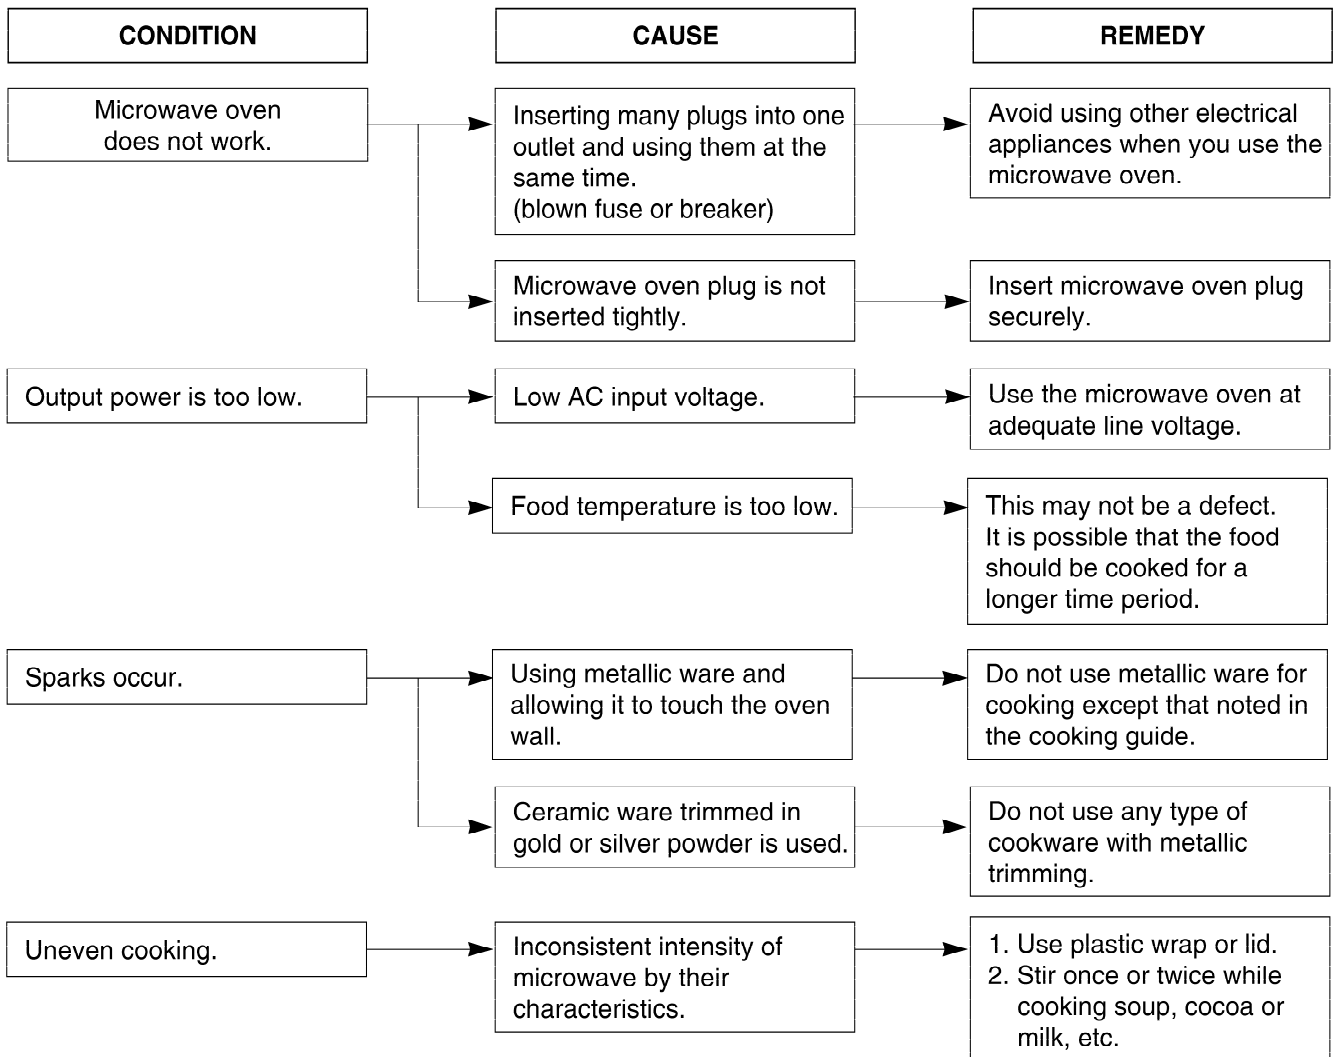 CONDITION
CAUSE
REMEDY
Microwave oven
does not work.
Inserting many plugs into one
outlet and using them at the
same time.
(blown fuse or breaker)
Avoid using other electrical
appliances when you use the
microwave oven.
Microwave oven plug is not
inserted tightly.
Insert microwave oven plug
securely.
Output power is too low.
Low AC input voltage.
Use the microwave oven at
adequate line voltage.
Food temperature is too low.
This may not be a defect.
It is possible that the food
should be cooked for a
longer time period.
Sparks occur.
Using metallic ware and
allowing it to touch the oven
wall.
Do not use metallic ware for
cooking except that noted in
the cooking guide.
Ceramic ware trimmed in
gold or silver powder is used.
Do not use any type of
cookware with metallic
trimming.
Uneven cooking.
Inconsistent intensity of
microwave by their
characteristics.
1. Use plastic wrap or lid.
2. Stir once or twice while
cooking soup, cocoa or
milk, etc.